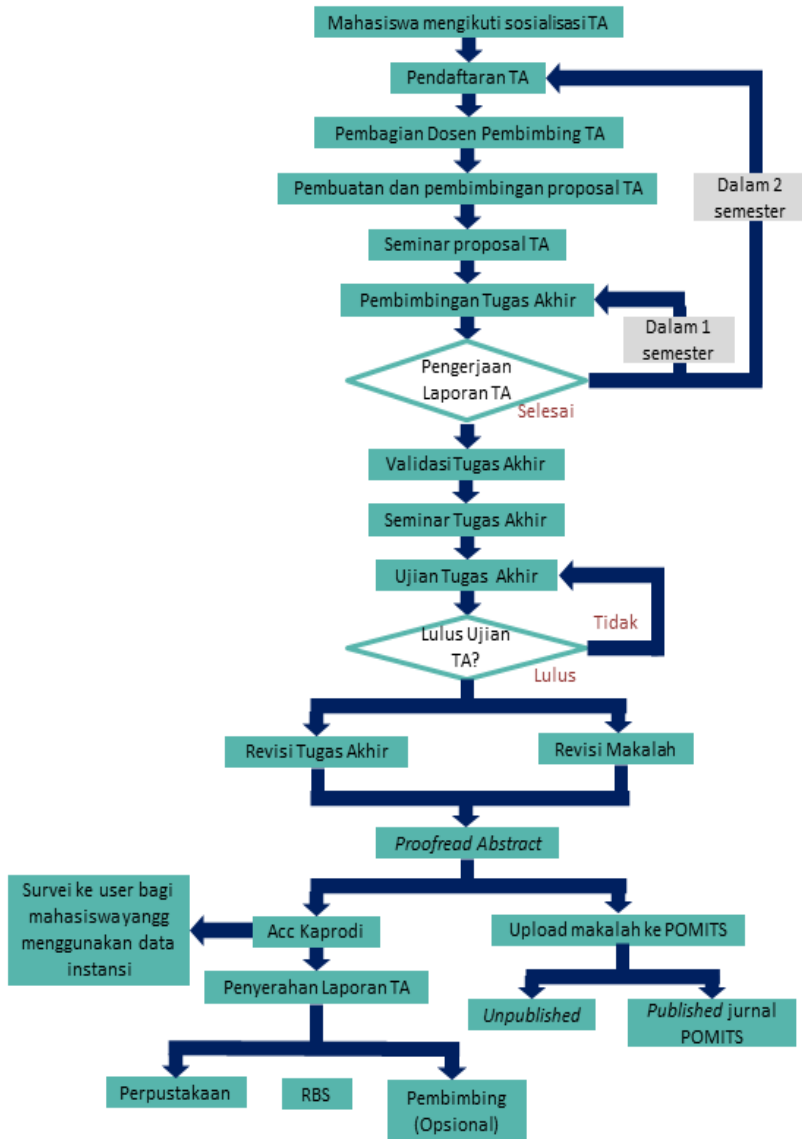 Mahasiswa mengikuti sosialisasi TA
Pendaftaran TA
Pembagian Dosen Pembimbing TA
Pembuatan dan pembimbingan proposal TA
Dalam 2
semester
Seminar proposal TA
Pembimbingan Tugas Akhir
Dalam 1
semester
Pengerjaan
Laporan TA
Selesai
Validasi Tugas Akhir
Seminar Tugas Akhir
Ujian Tugas Akhir
Tidak
Lulus Ujian
TA?
Lulus
Revisi Tugas Akhir
Revisi Makalah
Proofread Abstract
Survei ke user bagi
mahasiswa yangg
menggunakan data
instansi
Acc Kaprodi
Upload makalah ke POMITS
Penyerahan Laporan TA
Unpublished
Published jurnal
POMITS
Perpustakaan
RBS
Pembimbing
(Opsional)